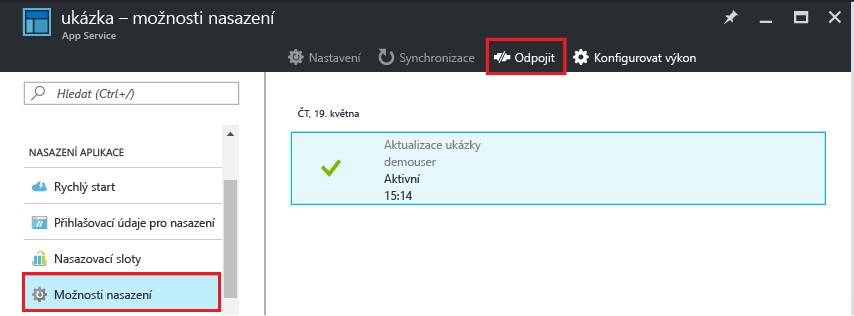 ukázka – možnosti nasazení
App Service
Nastavení Synchronizace Odpojit Konfigurovat výkon
Hledat (Ctrl+/)
NASAZENÍ APLIKACE
Rychlý start
Přihlašovací údaje pro nasazení
Nasazovací sloty
Možnosti nasazení
ČT, 19. května
Aktualizace ukázky
demouser
Aktivní
15:14